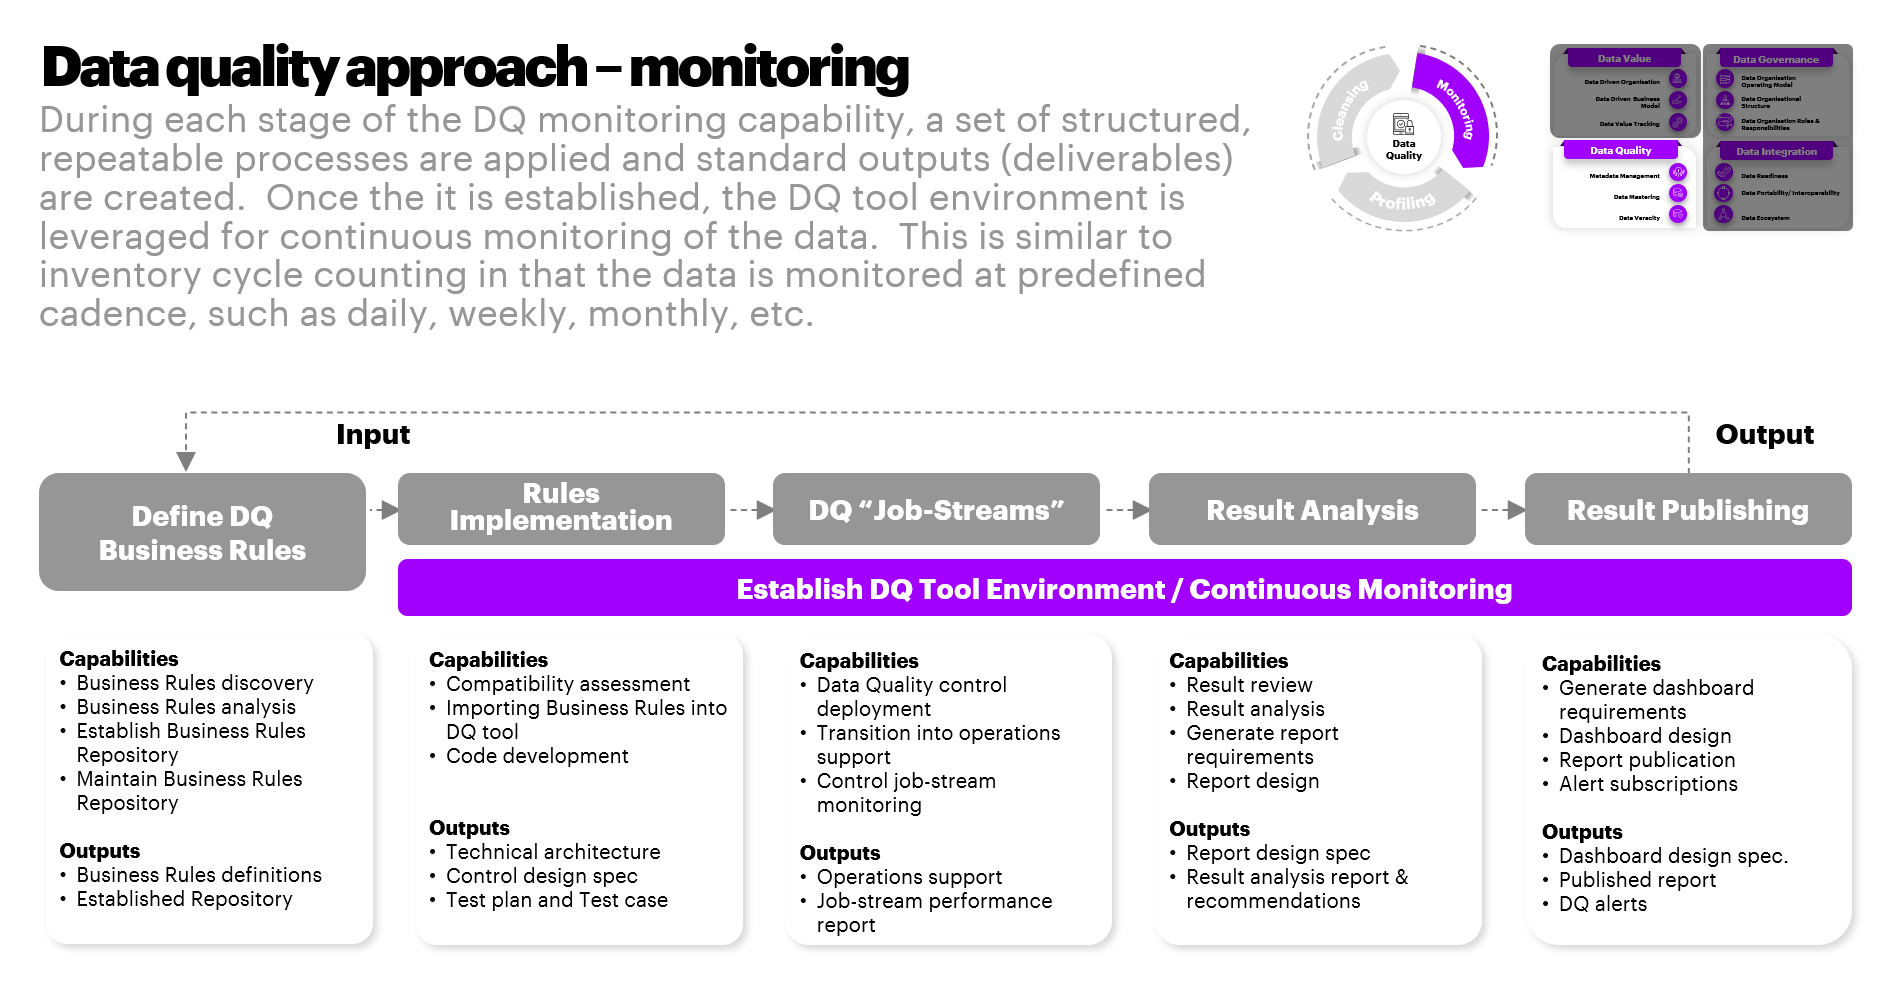 Data quality approach – monitoring
During each stage of the DQ monitoring capability, a set of structured,
repeatable processes are applied and standard outputs (deliverables)
are created.  Once the it is established, the DQ tool environment is
leveraged for continuous monitoring of the data.  This is similar to
inventory cycle counting in that the data is monitored at predefined
cadence, such as daily, weekly, monthly, etc.
Cleansing
Monitoring
Profiling
Data
Quality
Data Value
Data Driven Organisation
Data Driven Business
Model
Data Value Tracking
Data Governance
Data Organisation
Operating Model
Data Organisational
Structure
Data Organisation Roles &
Responsibilities
Data Quality
Metadata Management
Data Mastering
Data Veracity
Data Integration
Data Readiness
Data Portability/ Interoperability
Data Ecosystem
Input
Output
Define DQ
Business Rules
Rules
Implementation
DQ “Job-Streams”
Result Analysis
Result Publishing
Establish DQ Tool Environment / Continuous Monitoring
Capabilities
• Business Rules discovery
• Business Rules analysis
• Establish Business Rules
Repository
• Maintain Business Rules
Repository
Outputs
• Business Rules definitions
• Established Repository
Capabilities
• Compatibility assessment
• Importing Business Rules into
DQ tool
• Code development
Outputs
• Technical architecture
• Control design spec
• Test plan and Test case
Capabilities
• Data Quality control
deployment
• Transition into operations
support
• Control job-stream
monitoring
Outputs
• Operations support
• Job-stream performance
report
Capabilities
• Result review
• Result analysis
• Generate report
requirements
• Report design
Outputs
• Report design spec
• Result analysis report &
recommendations
Capabilities
• Generate dashboard
requirements
• Dashboard design
• Report publication
• Alert subscriptions
Outputs
• Dashboard design spec.
• Published report
• DQ alerts